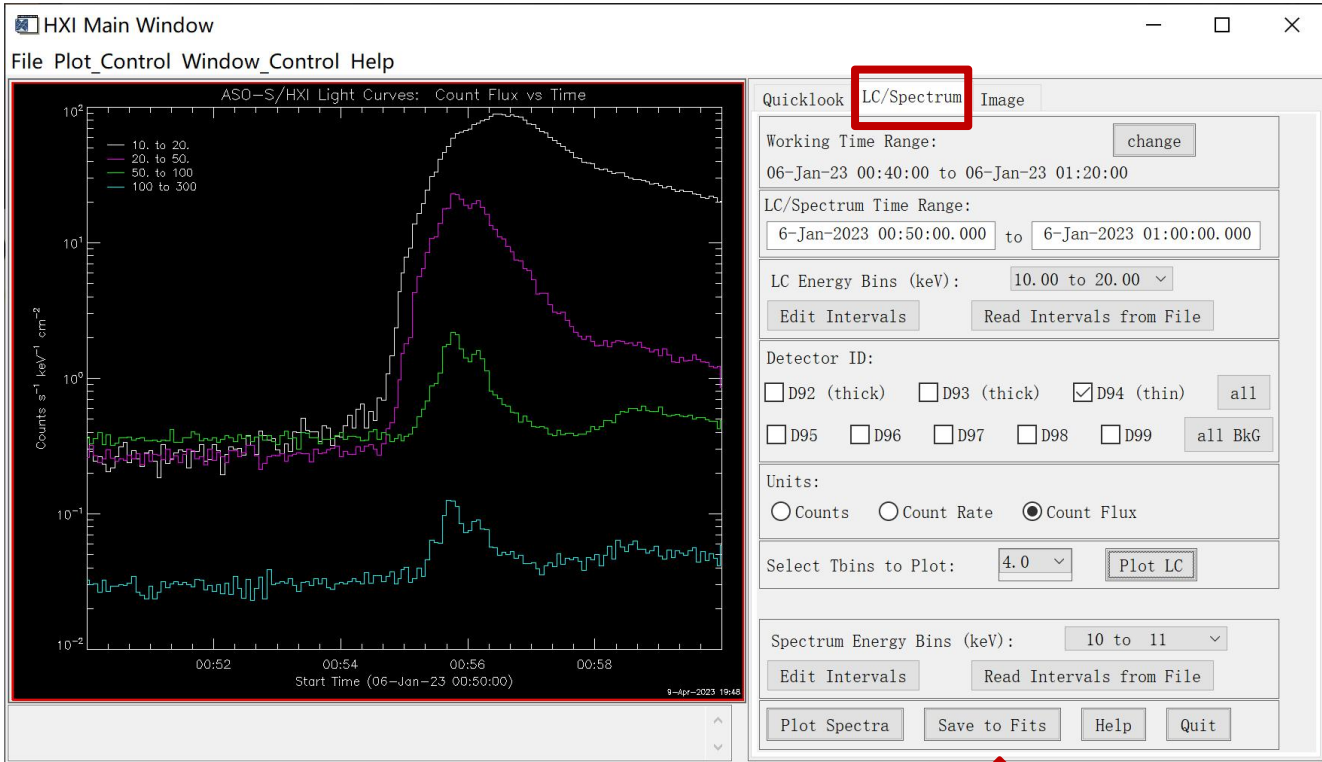 HXI Main Window
File Plot_Control Window_Control Help
ASO-S/HXI Light Curves: Count Flux vs Time
10²
10. to 20.
20. to 50.
50. to 100
100 to 300
10¹
10⁰
10⁻¹
10⁻²
Counts s⁻¹ keV⁻¹ cm⁻²
00:52 00:54 00:56 00:58
Start Time (06-Jan-23 00:50:00)
9-Apr-2023 19:48
Quicklook LC/Spectrum Image
Working Time Range: change
06-Jan-23 00:40:00 to 06-Jan-23 01:20:00
LC/Spectrum Time Range:
6-Jan-2023 00:50:00.000 to 6-Jan-2023 01:00:00.000
LC Energy Bins (keV): 10.00 to 20.00
Edit Intervals Read Intervals from File
Detector ID:
D92 (thick) D93 (thick) D94 (thin) all
D95 D96 D97 D98 D99 all BkG
Units:
Counts Count Rate Count Flux
Select Tbins to Plot: 4.0 Plot LC
Spectrum Energy Bins (keV): 10 to 11
Edit Intervals Read Intervals from File
Plot Spectra Save to Fits Help Quit